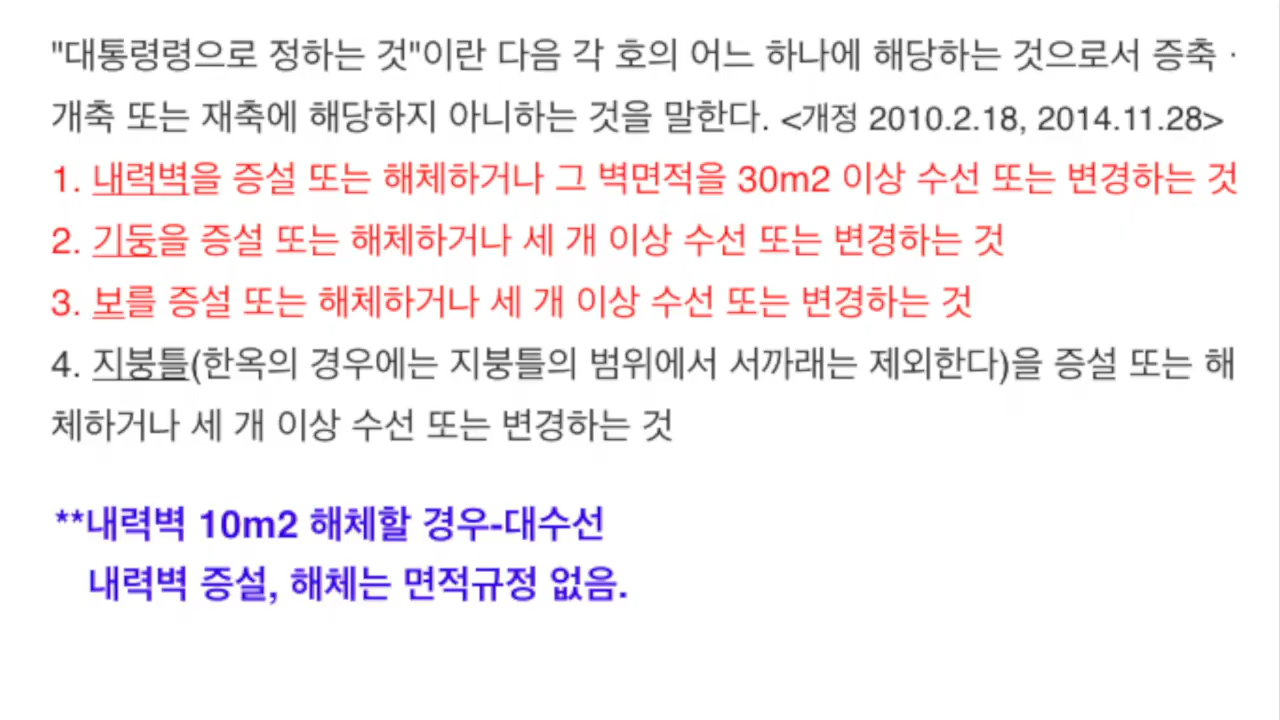 "대통령령으로 정하는 것"이란 다음 각 호의 어느 하나에 해당하는 것으로서 증축 ·
개축 또는 재축에 해당하지 아니하는 것을 말한다. <개정 2010.2.18, 2014.11.28>
1. 내력벽을 증설 또는 해체하거나 그 벽면적을 30m2 이상 수선 또는 변경하는 것
2. 기둥을 증설 또는 해체하거나 세 개 이상 수선 또는 변경하는 것
3. 보를 증설 또는 해체하거나 세 개 이상 수선 또는 변경하는 것
4. 지붕틀(한옥의 경우에는 지붕틀의 범위에서 서까래는 제외한다)을 증설 또는 해
체하거나 세 개 이상 수선 또는 변경하는 것
**내력벽 10m2 해체할 경우-대수선
내력벽 증설, 해체는 면적규정 없음.